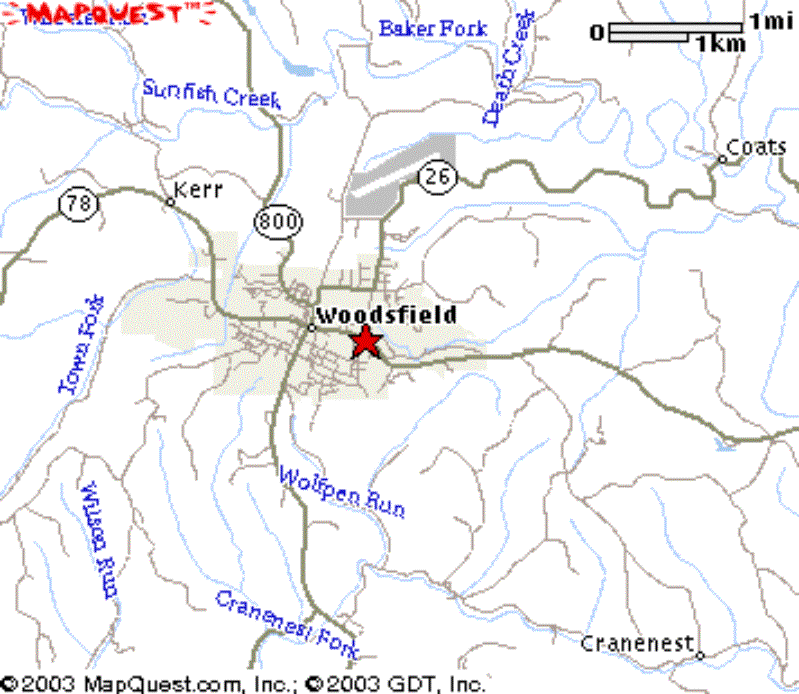 MAPQUEST™
Baker Fork
0
1mi
1km
Death Creek
Sunfish Creek
Coats
26
Kerr
78
800
Woodsfield
Town Fork
Wolfpen Run
Wilson Run
Cranenest Fork
Cranenest
©2003 MapQuest.com, Inc.; ©2003 GDT, Inc.